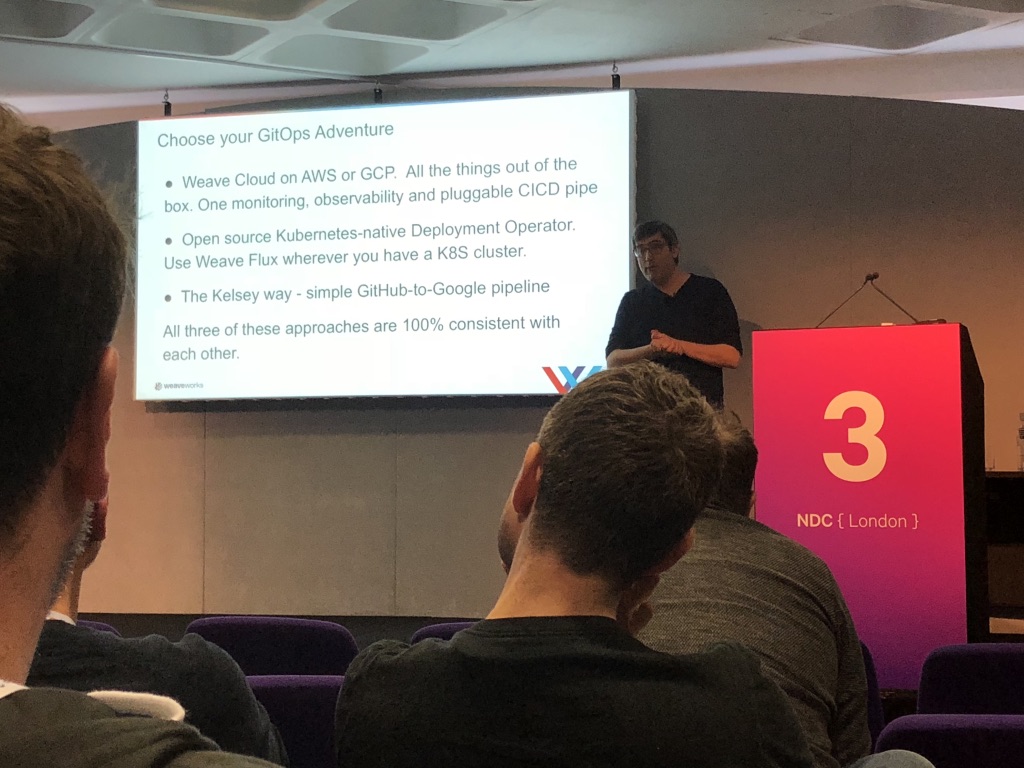 Choose your GitOps Adventure
● Weave Cloud on AWS or GCP. All the things out of the
box. One monitoring, observability and pluggable CICD pipe
● Open source Kubernetes-native Deployment Operator.
Use Weave Flux wherever you have a K8S cluster.
● The Kelsey way - simple GitHub-to-Google pipeline
All three of these approaches are 100% consistent with
each other.
weaveworks
3
NDC { London }